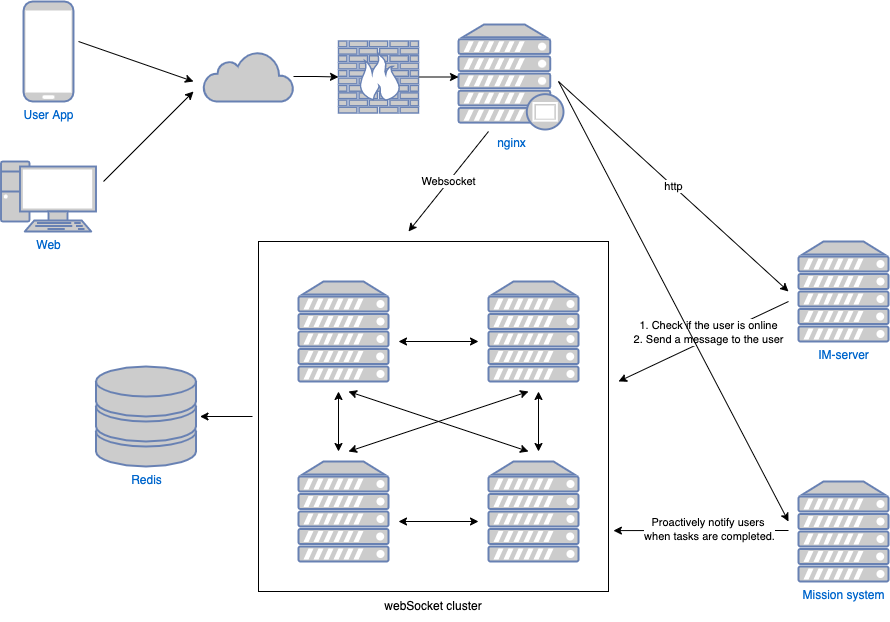 User App
nginx
Websocket
http
Web
1. Check if the user is online
2. Send a message to the user
IM-server
Redis
Proactively notify users
when tasks are completed.
Mission system
webSocket cluster